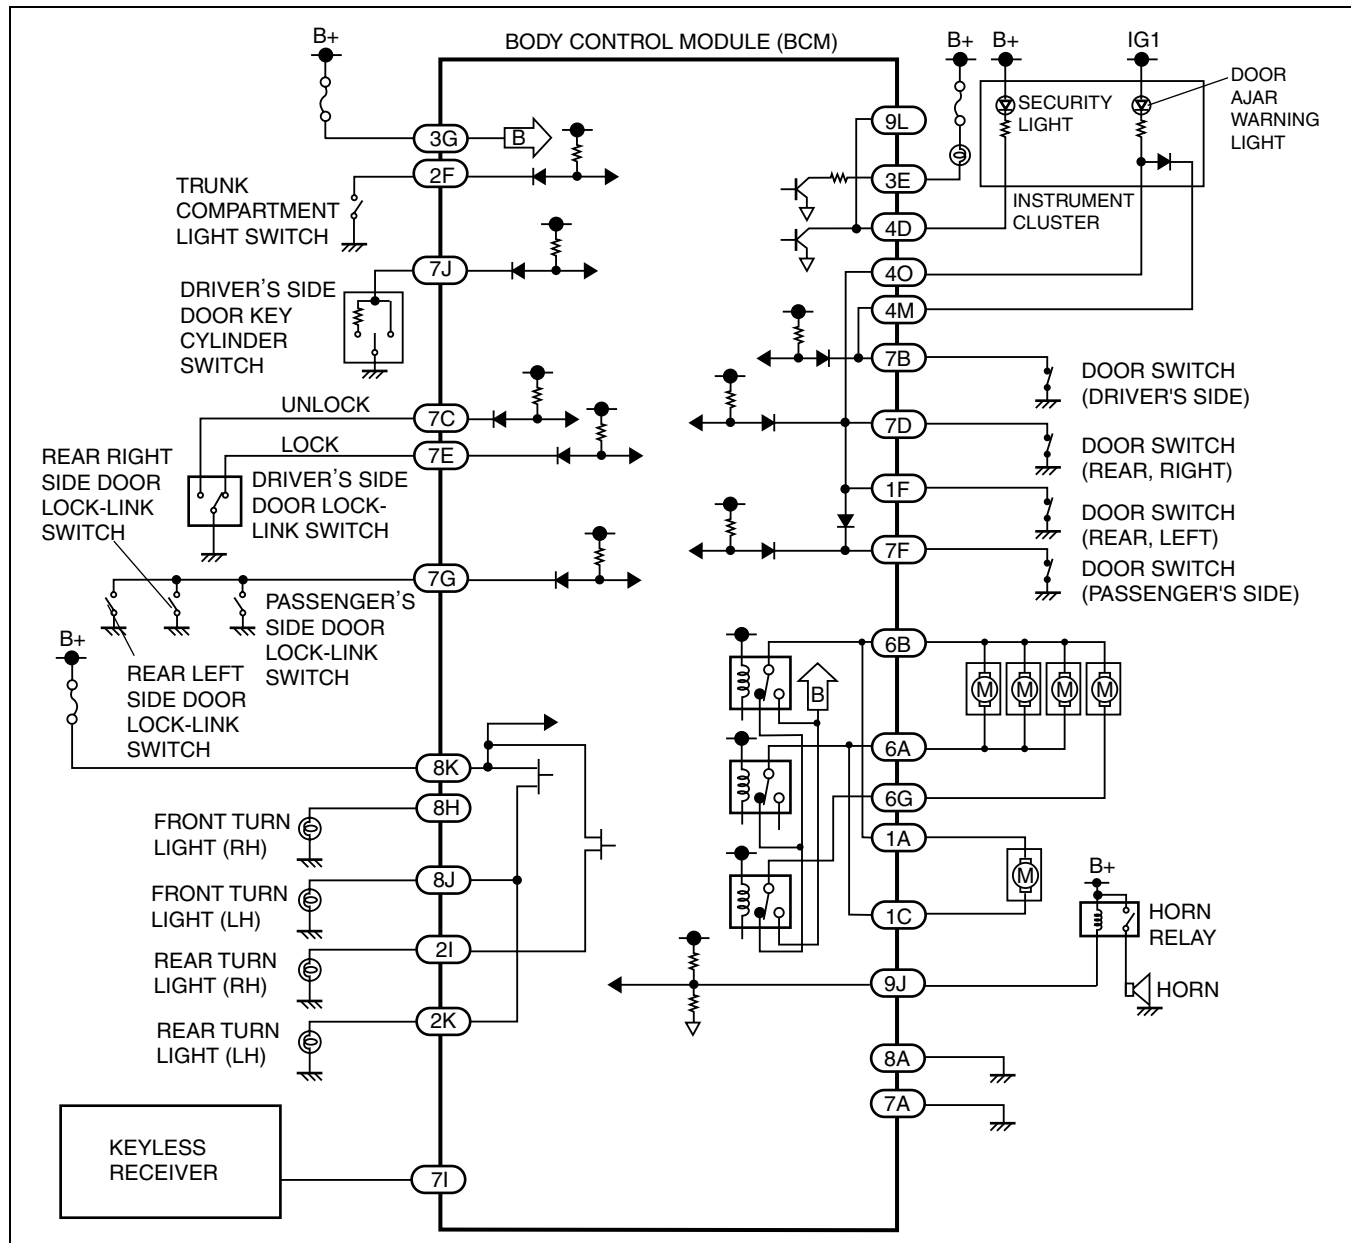 B+
BODY CONTROL MODULE (BCM)
B+
B+
IG1
DOOR
AJAR
WARNING
LIGHT
SECURITY
LIGHT
INSTRUMENT
CLUSTER
3G
B
2F
TRUNK
COMPARTMENT
LIGHT SWITCH
7J
DRIVER'S SIDE
DOOR KEY
CYLINDER
SWITCH
UNLOCK
7C
LOCK
7E
REAR RIGHT
SIDE DOOR
LOCK-LINK
SWITCH
DRIVER'S SIDE
DOOR LOCK-
LINK SWITCH
7G
PASSENGER'S
SIDE DOOR
LOCK-LINK
SWITCH
B+
REAR LEFT
SIDE DOOR
LOCK-LINK
SWITCH
8K
8H
FRONT TURN
LIGHT (RH)
8J
FRONT TURN
LIGHT (LH)
2I
REAR TURN
LIGHT (RH)
2K
REAR TURN
LIGHT (LH)
KEYLESS
RECEIVER
7I
9L
3E
4D
4O
4M
7B
DOOR SWITCH
(DRIVER'S SIDE)
7D
DOOR SWITCH
(REAR, RIGHT)
1F
DOOR SWITCH
(REAR, LEFT)
7F
DOOR SWITCH
(PASSENGER'S SIDE)
6B
B
M
M
M
M
6A
6G
1A
M
1C
B+
HORN
RELAY
9J
HORN
8A
7A